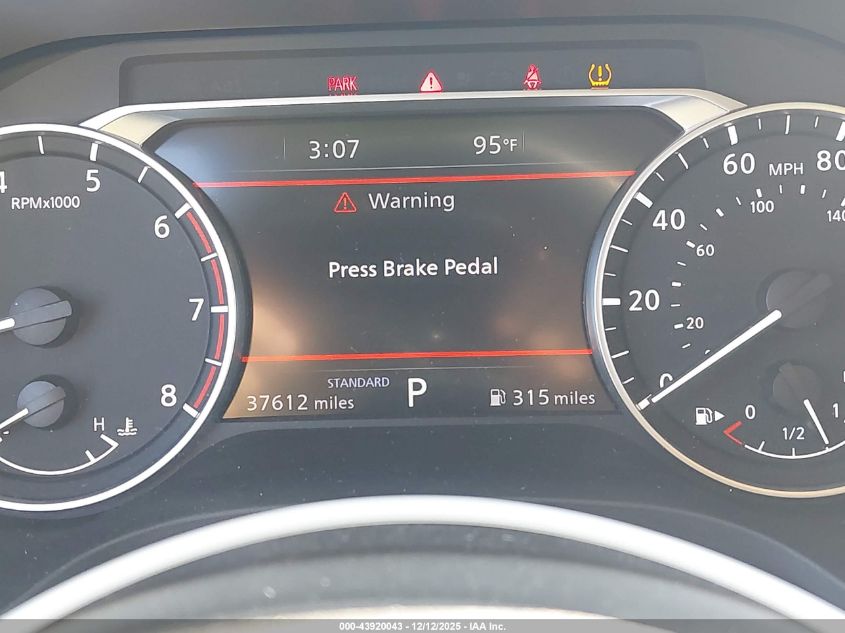 PARK
3:07 95°F
Warning
Press Brake Pedal
STANDARD
37612 miles P 315 miles
4 5 6 7 8
RPMx1000
H
0 20 40 60 80
MPH
20 60 100 140
0 1/2 1
000-43920043 - 12/12/2025 - IAA Inc.